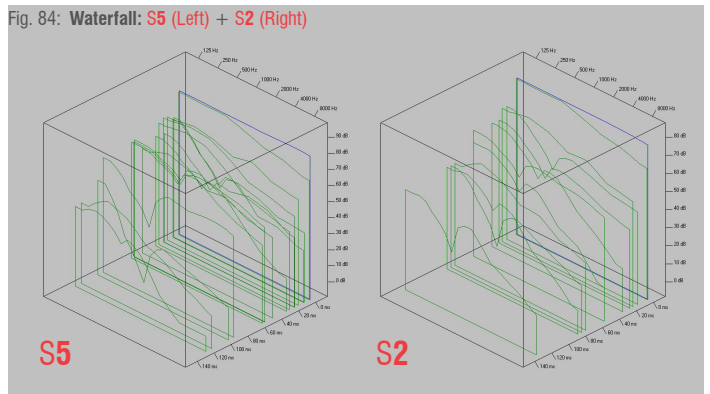 Fig. 84: Waterfall: S5 (Left) + S2 (Right)
125 Hz
250 Hz
500 Hz
1000 Hz
2000 Hz
4000 Hz
8000 Hz
90 dB
80 dB
70 dB
60 dB
50 dB
40 dB
30 dB
20 dB
10 dB
0 dB
0 ms
20 ms
40 ms
60 ms
80 ms
100 ms
120 ms
140 ms
S5
125 Hz
250 Hz
500 Hz
1000 Hz
2000 Hz
4000 Hz
8000 Hz
80 dB
80 dB
70 dB
60 dB
50 dB
40 dB
30 dB
20 dB
10 dB
0 dB
0 ms
20 ms
40 ms
60 ms
80 ms
100 ms
120 ms
140 ms
S2